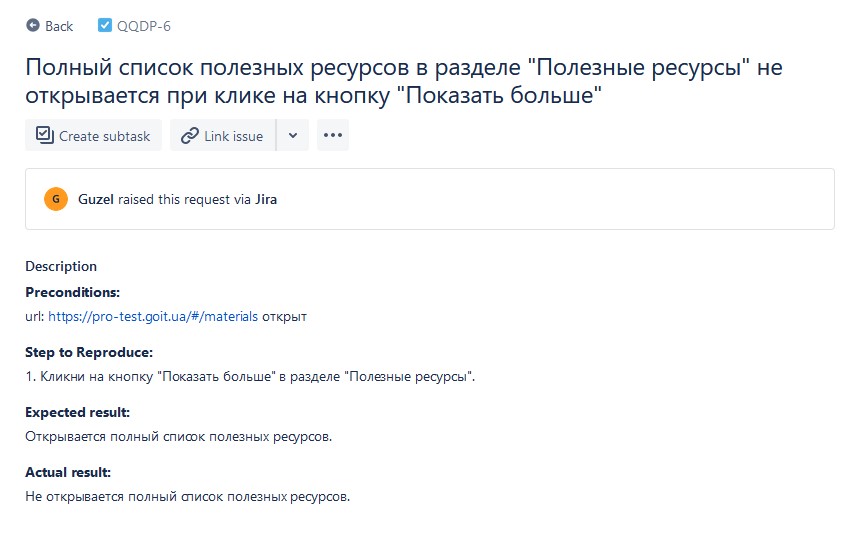 Back QQDP-6
Полный список полезных ресурсов в разделе "Полезные ресурсы" не
открывается при клике на кнопку "Показать больше"
Create subtask Link issue
G Guzel raised this request via Jira
Description
Preconditions:
url: https://pro-test.goit.ua/#/materials открыт
Step to Reproduce:
1. Кликни на кнопку "Показать больше" в разделе "Полезные ресурсы".
Expected result:
Открывается полный список полезных ресурсов.
Actual result:
Не открывается полный список полезных ресурсов.